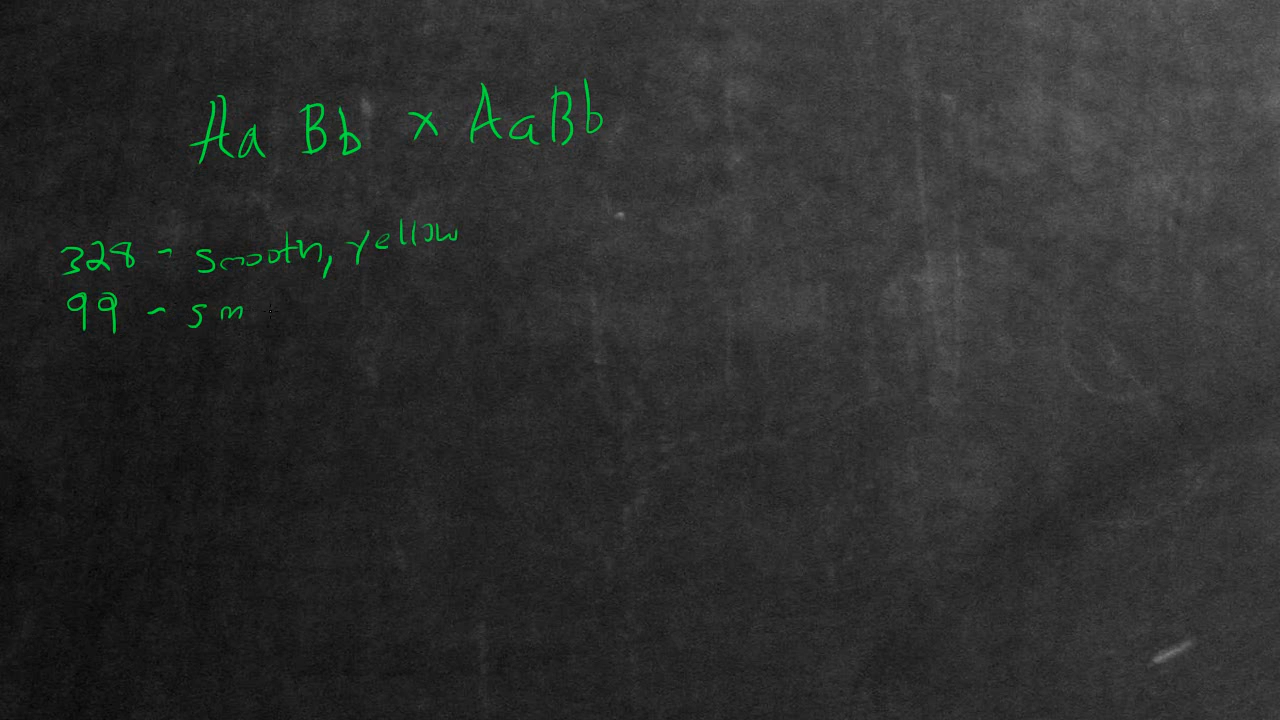 Aa Bb x AaBb
328 - smooth, yellow
99 - sm